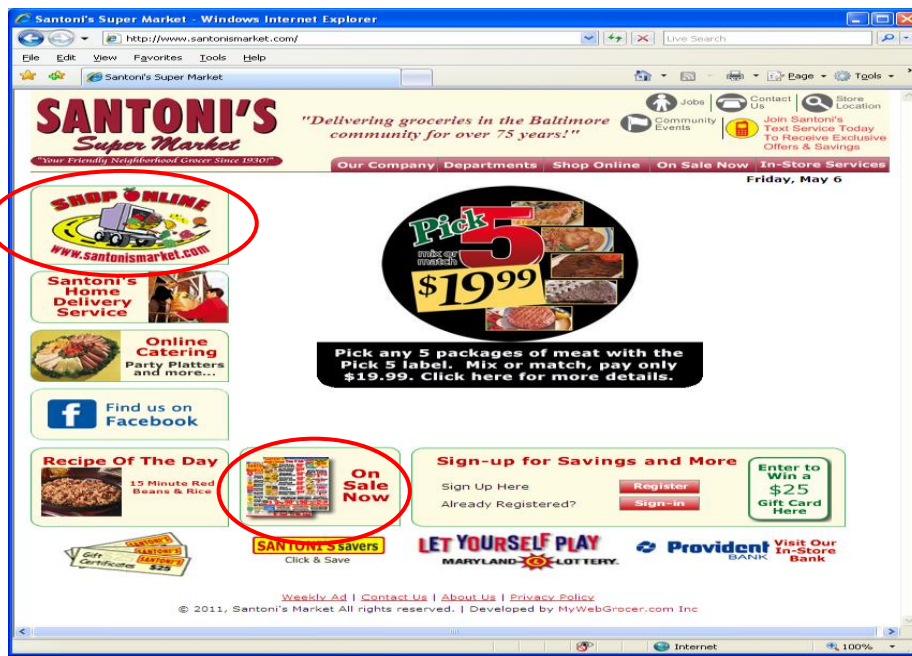 Santoni's Super Market - Windows Internet Explorer
http://www.santonismarket.com/
Live Search
File Edit View Favorites Tools Help
Santoni's Super Market
Page Tools
SANTONI'S
Super Market
"Your Friendly Neighborhood Grocer Since 1930!"
"Delivering groceries in the Baltimore
community for over 75 years!"
Jobs
Contact
Us
Store
Location
Community
Events
Join Santoni's
Text Service Today
To Receive Exclusive
Offers & Savings
Our Company Departments Shop Online On Sale Now In-Store Services
Friday, May 6
SHOP ONLINE
www.santonismarket.com
Pick 5
mix or
match
$19.99
Santoni's
Home
Delivery
Service
Online
Catering
Party Platters
and more...
Pick any 5 packages of meat with the
Pick 5 label. Mix or match, pay only
$19.99. Click here for more details.
f Find us on
Facebook
Recipe Of The Day
15 Minute Red
Beans & Rice
On
Sale
Now
Sign-up for Savings and More
Sign Up Here Register
Already Registered? Sign-in
Enter to
Win a
$25
Gift Card
Here
Gift
Certificates
SANTONI'S
SANTONI'S
$25
SANTONI'S savers
Click & Save
LET YOURSELF PLAY
MARYLAND LOTTERY.
Provident
BANK
Visit Our
In-Store
Bank
Weekly Ad | Contact Us | About Us | Privacy Policy
© 2011, Santoni's Market All rights reserved. | Developed by MyWebGrocer.com Inc
Internet
100%